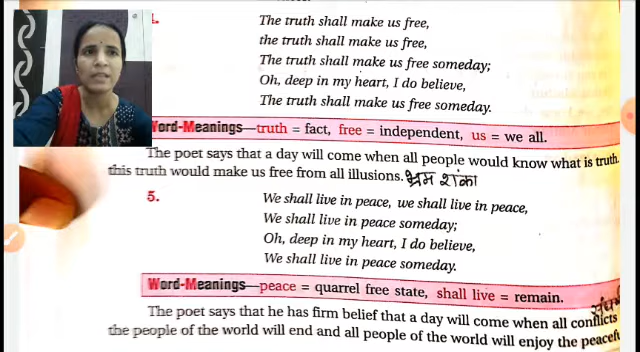 The truth shall make us free,
the truth shall make us free,
The truth shall make us free someday;
Oh, deep in my heart, I do believe,
The truth shall make us free someday.
Word-Meanings—truth = fact, free = independent, us = we all.
The poet says that a day will come when all people would know what is truth.
this truth would make us free from all illusions. भ्रम शंका
5. We shall live in peace, we shall live in peace,
We shall live in peace someday;
Oh, deep in my heart, I do believe,
We shall live in peace someday.
Word-Meanings—peace = quarrel free state, shall live = remain.
The poet says that he has firm belief that a day will come when all conflicts
the people of the world will end and all people of the world will enjoy the